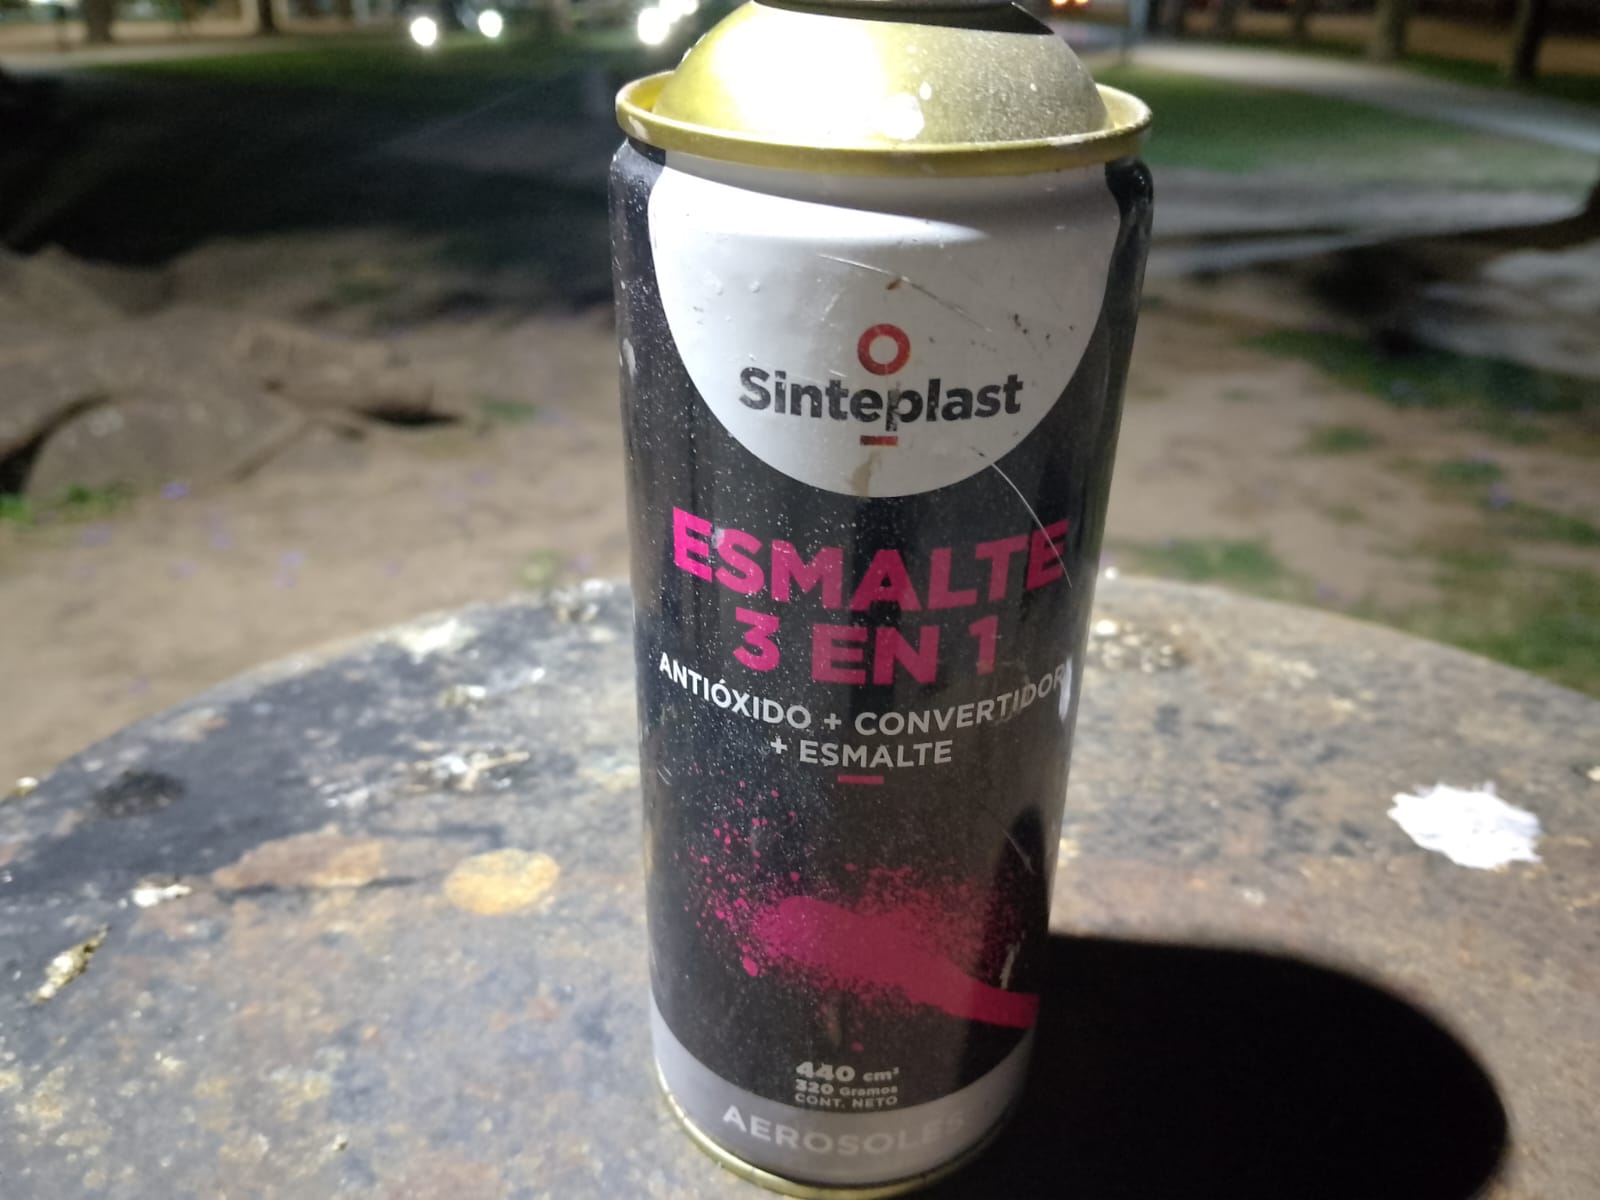 Sinteplast
ESMALTE
3 EN 1
ANTIÓXIDO + CONVERTIDOR
+ ESMALTE
440 cm³
320 Gramos
CONT. NETO
AEROSOLES